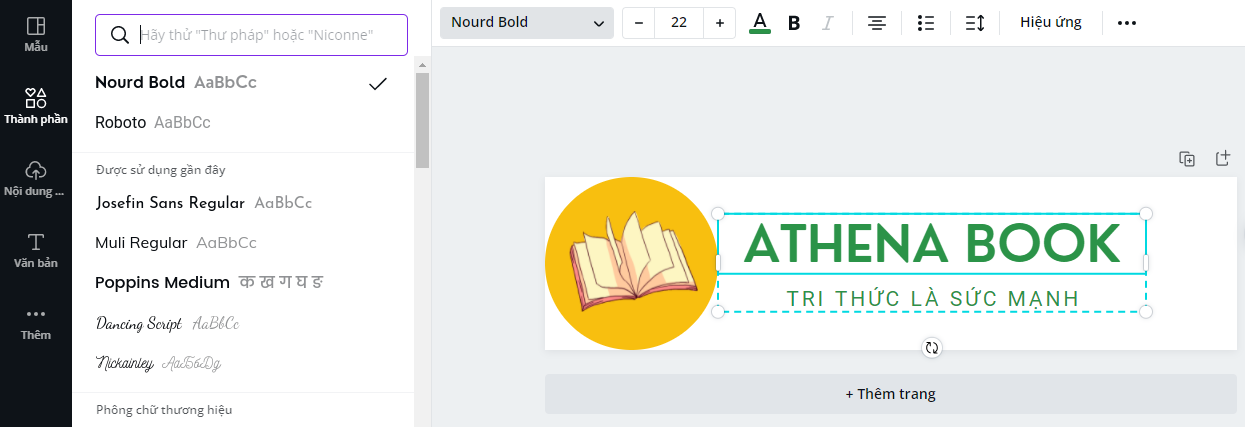 Mẫu
Thành phần
Nội dung ...
Văn bản
Thêm
Hãy thử "Thư pháp" hoặc "Niconne"
Nourd Bold AaBbCc
Roboto AaBbCc
Được sử dụng gần đây
Josefin Sans Regular AaBbCc
Muli Regular AaBbCc
Poppins Medium क ख ग घ ङ
Dancing Script AaBbCc
Nickainley AaБбДg
Phông chữ thương hiệu
Nourd Bold
– 22 + A B I Hiệu ứng
ATHENA BOOK
TRI THỨC LÀ SỨC MẠNH
+ Thêm trang